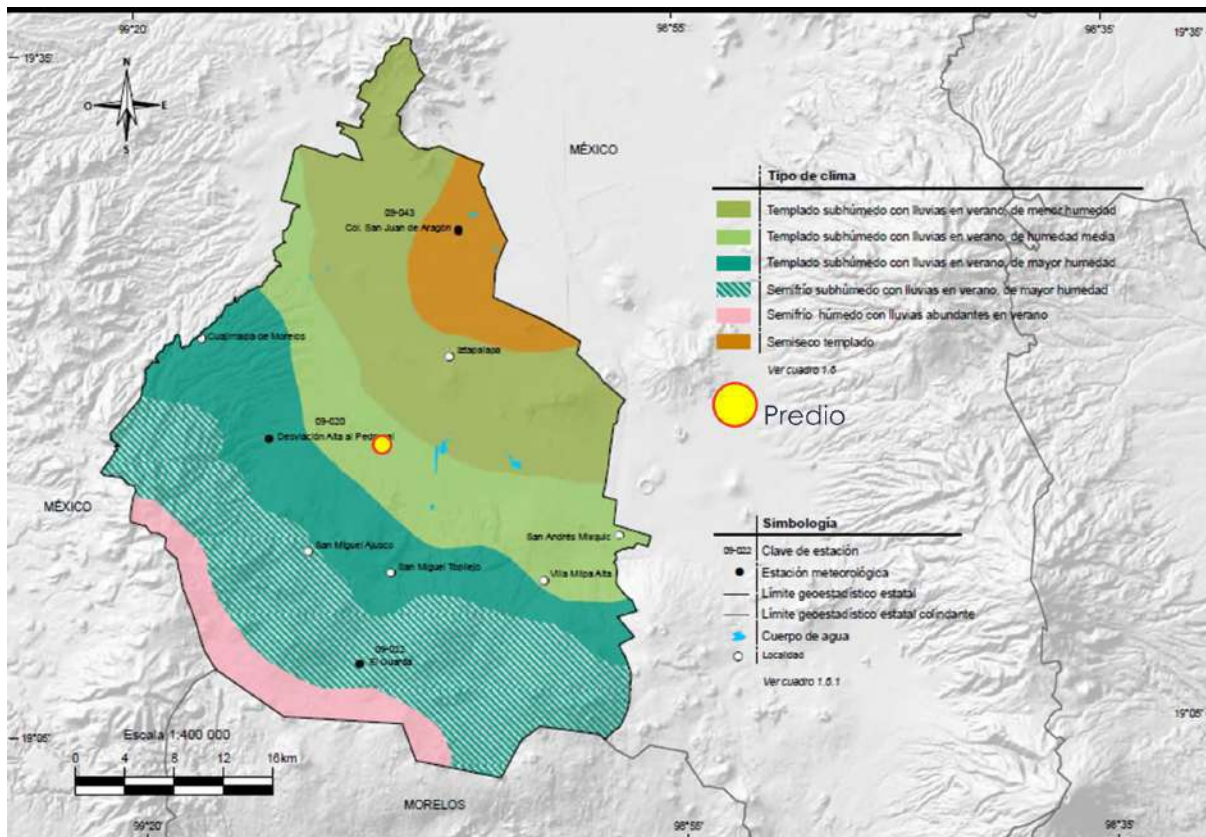 99°20'
98°55'
98°35'
19°35'
19°35'
N
O
E
S
MÉXICO
Tipo de clima
Templado subhúmedo con lluvias en verano, de menor humedad
Templado subhúmedo con lluvias en verano, de humedad media
Templado subhúmedo con lluvias en verano, de mayor humedad
Semifrío subhúmedo con lluvias en verano, de mayor humedad
Semifrío húmedo con lluvias abundantes en verano
Semiseco templado
Ver cuadro 1.6
Predio
09-043
Col. San Juan de Aragón
Cuajimalpa de Morelos
Iztapalapa
09-020
Desviación Alta al
MÉXICO
San Andrés Mixquic
San Miguel Ajusco
San Miguel Topilejo
Villa Milpa Alta
09-022
El Guarda
Simbología
09-022 Clave de estación
Estación meteorológica
Límite geoestadístico estatal
Límite geoestadístico estatal colindante
Cuerpo de agua
Localidad
Ver cuadro 1.6.1
19°05'
19°05'
Escala 1:400 000
0 4 8 12 16km
MORELOS
99°20'
98°55'
98°35'